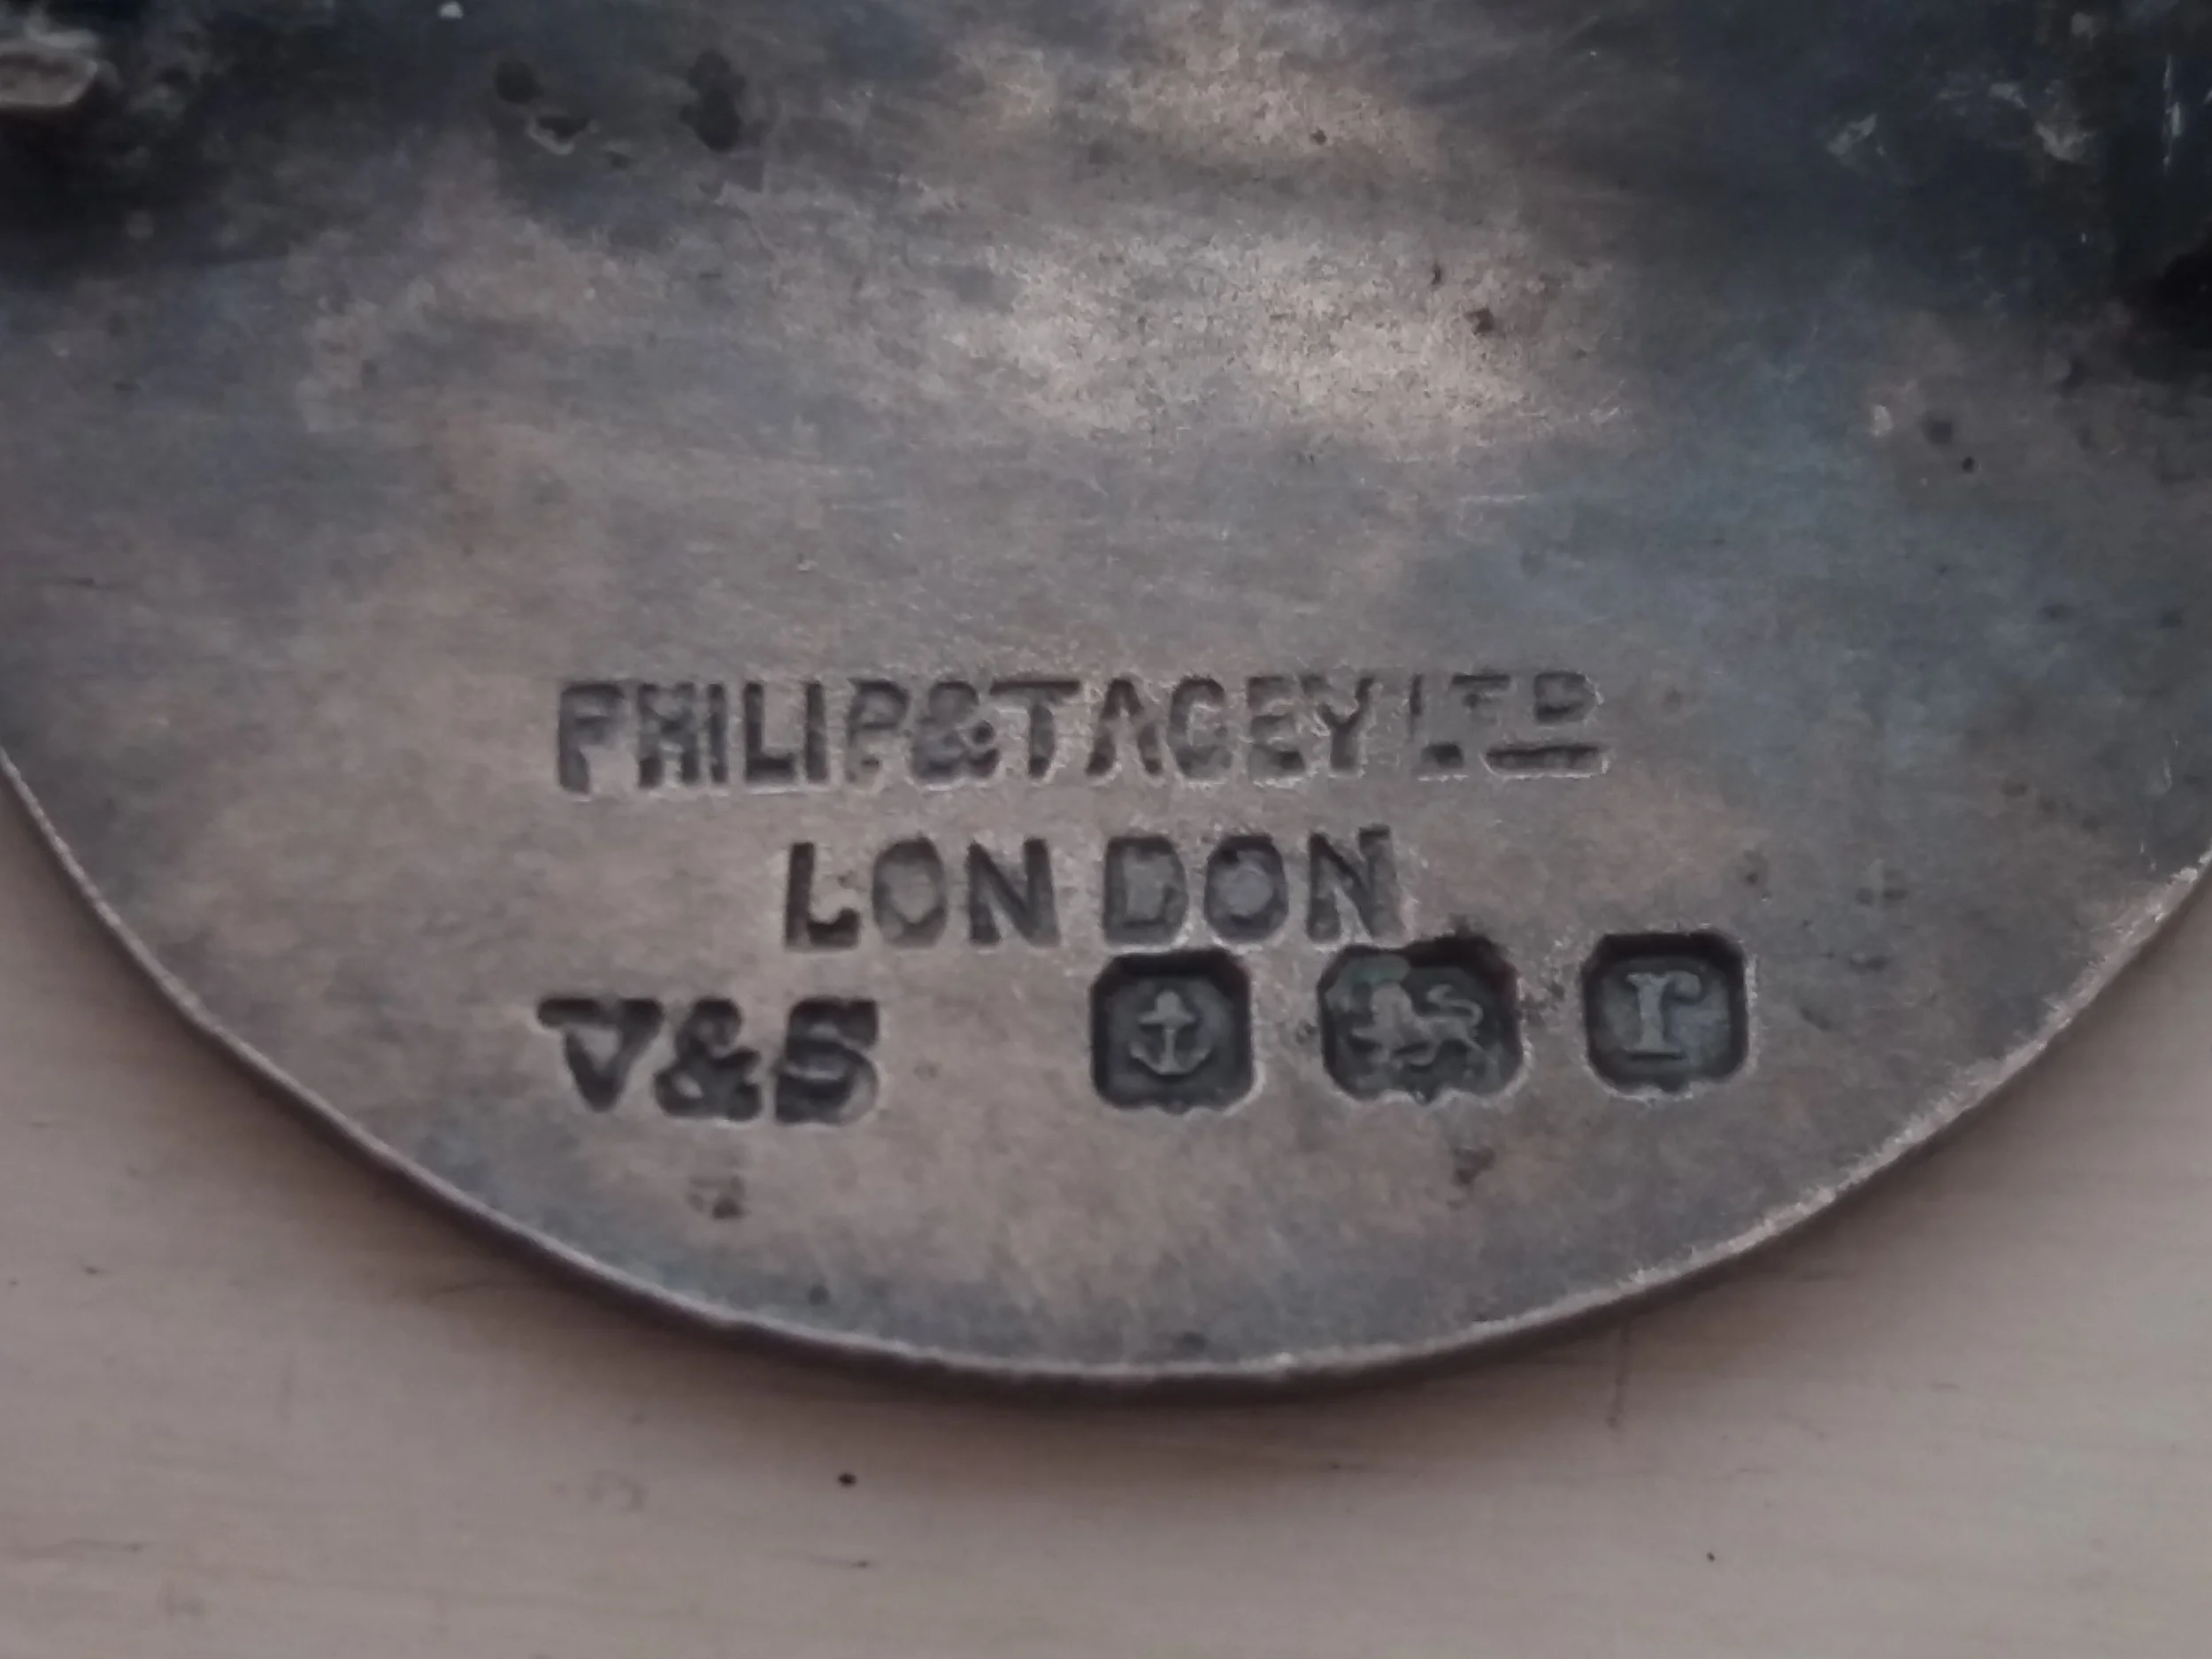 PHILIP & TACEY LTD
LONDON
V&S r